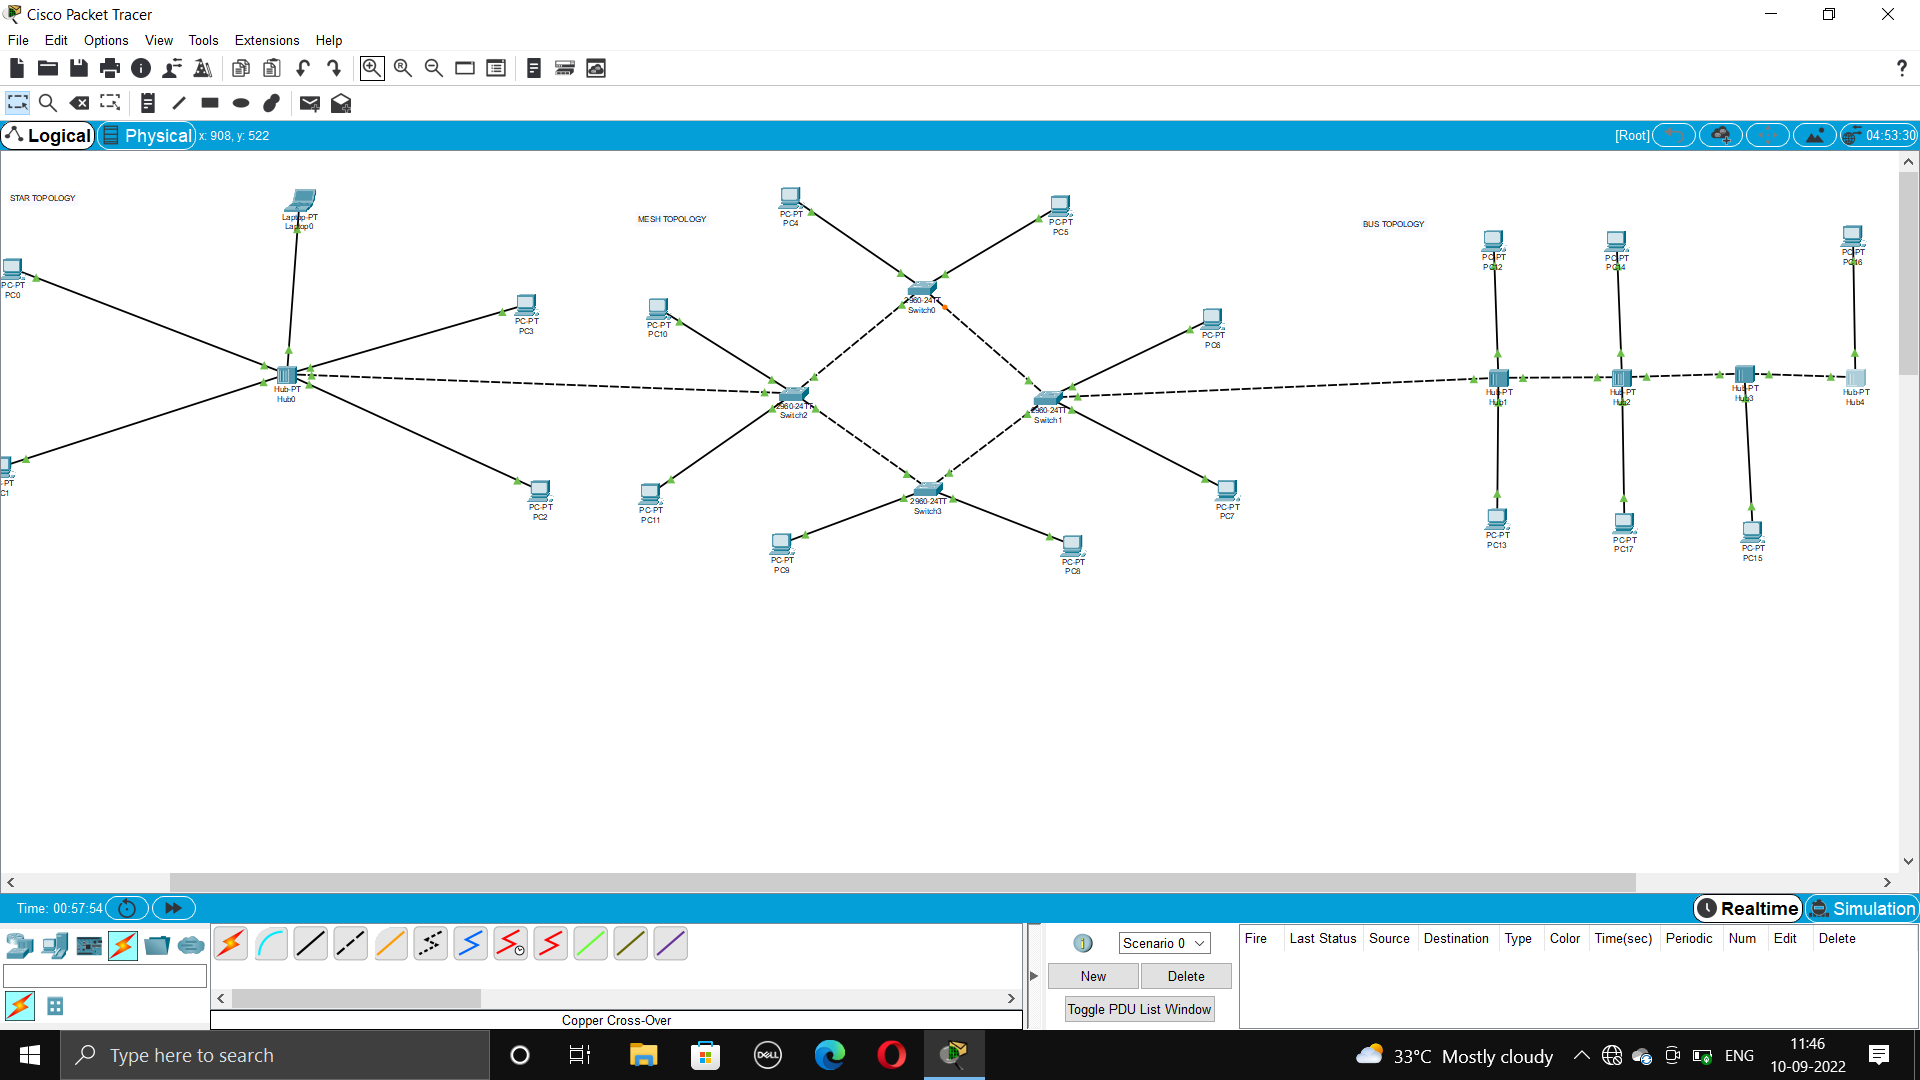 Cisco Packet Tracer
File Edit Options View Tools Extensions Help
?
Logical Physical x: 908, y: 522 [Root] 04:53:30
STAR TOPOLOGY
MESH TOPOLOGY
BUS TOPOLOGY
Laptop-PT
Laptop0
PC-PT
PC0
PC-PT
PC3
Hub-PT
Hub0
-PT
C1
PC-PT
PC2
PC-PT
PC4
PC-PT
PC5
2960-24TT
Switch0
PC-PT
PC10
PC-PT
PC6
2960-24TT
Switch2
2960-24TT
Switch1
PC-PT
PC11
2960-24TT
Switch3
PC-PT
PC7
PC-PT
PC9
PC-PT
PC8
PC-PT
PC12
PC-PT
PC14
PC-PT
PC16
Hub-PT
Hub1
Hub-PT
Hub2
Hub-PT
Hub3
Hub-PT
Hub4
PC-PT
PC13
PC-PT
PC17
PC-PT
PC15
Time: 00:57:54 Realtime Simulation
Scenario 0
New Delete
Toggle PDU List Window
Fire Last Status Source Destination Type Color Time(sec) Periodic Num Edit Delete
Copper Cross-Over
Type here to search
DELL
33°C Mostly cloudy
ENG
11:46
10-09-2022